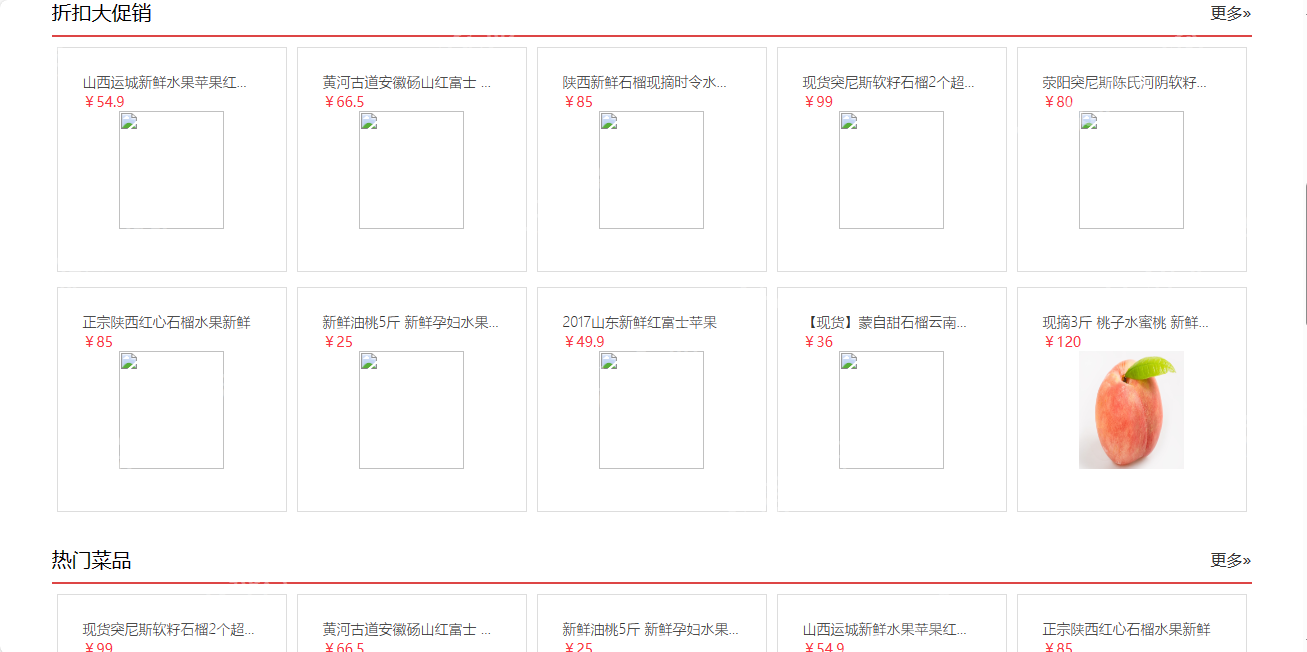 折扣大促销
更多»
山西运城新鲜水果苹果红...
￥54.9
黄河古道安徽砀山红富士 ...
￥66.5
陕西新鲜石榴现摘时令水...
￥85
现货突尼斯软籽石榴2个超...
￥99
荥阳突尼斯陈氏河阴软籽...
￥80
正宗陕西红心石榴水果新鲜
￥85
新鲜油桃5斤 新鲜孕妇水果...
￥25
2017山东新鲜红富士苹果
￥49.9
【现货】蒙自甜石榴云南...
￥36
现摘3斤 桃子水蜜桃 新鲜...
￥120
热门菜品
更多»
现货突尼斯软籽石榴2个超...
￥99
黄河古道安徽砀山红富士 ...
￥66.5
新鲜油桃5斤 新鲜孕妇水果...
￥25
山西运城新鲜水果苹果红...
￥54.9
正宗陕西红心石榴水果新鲜
￥85